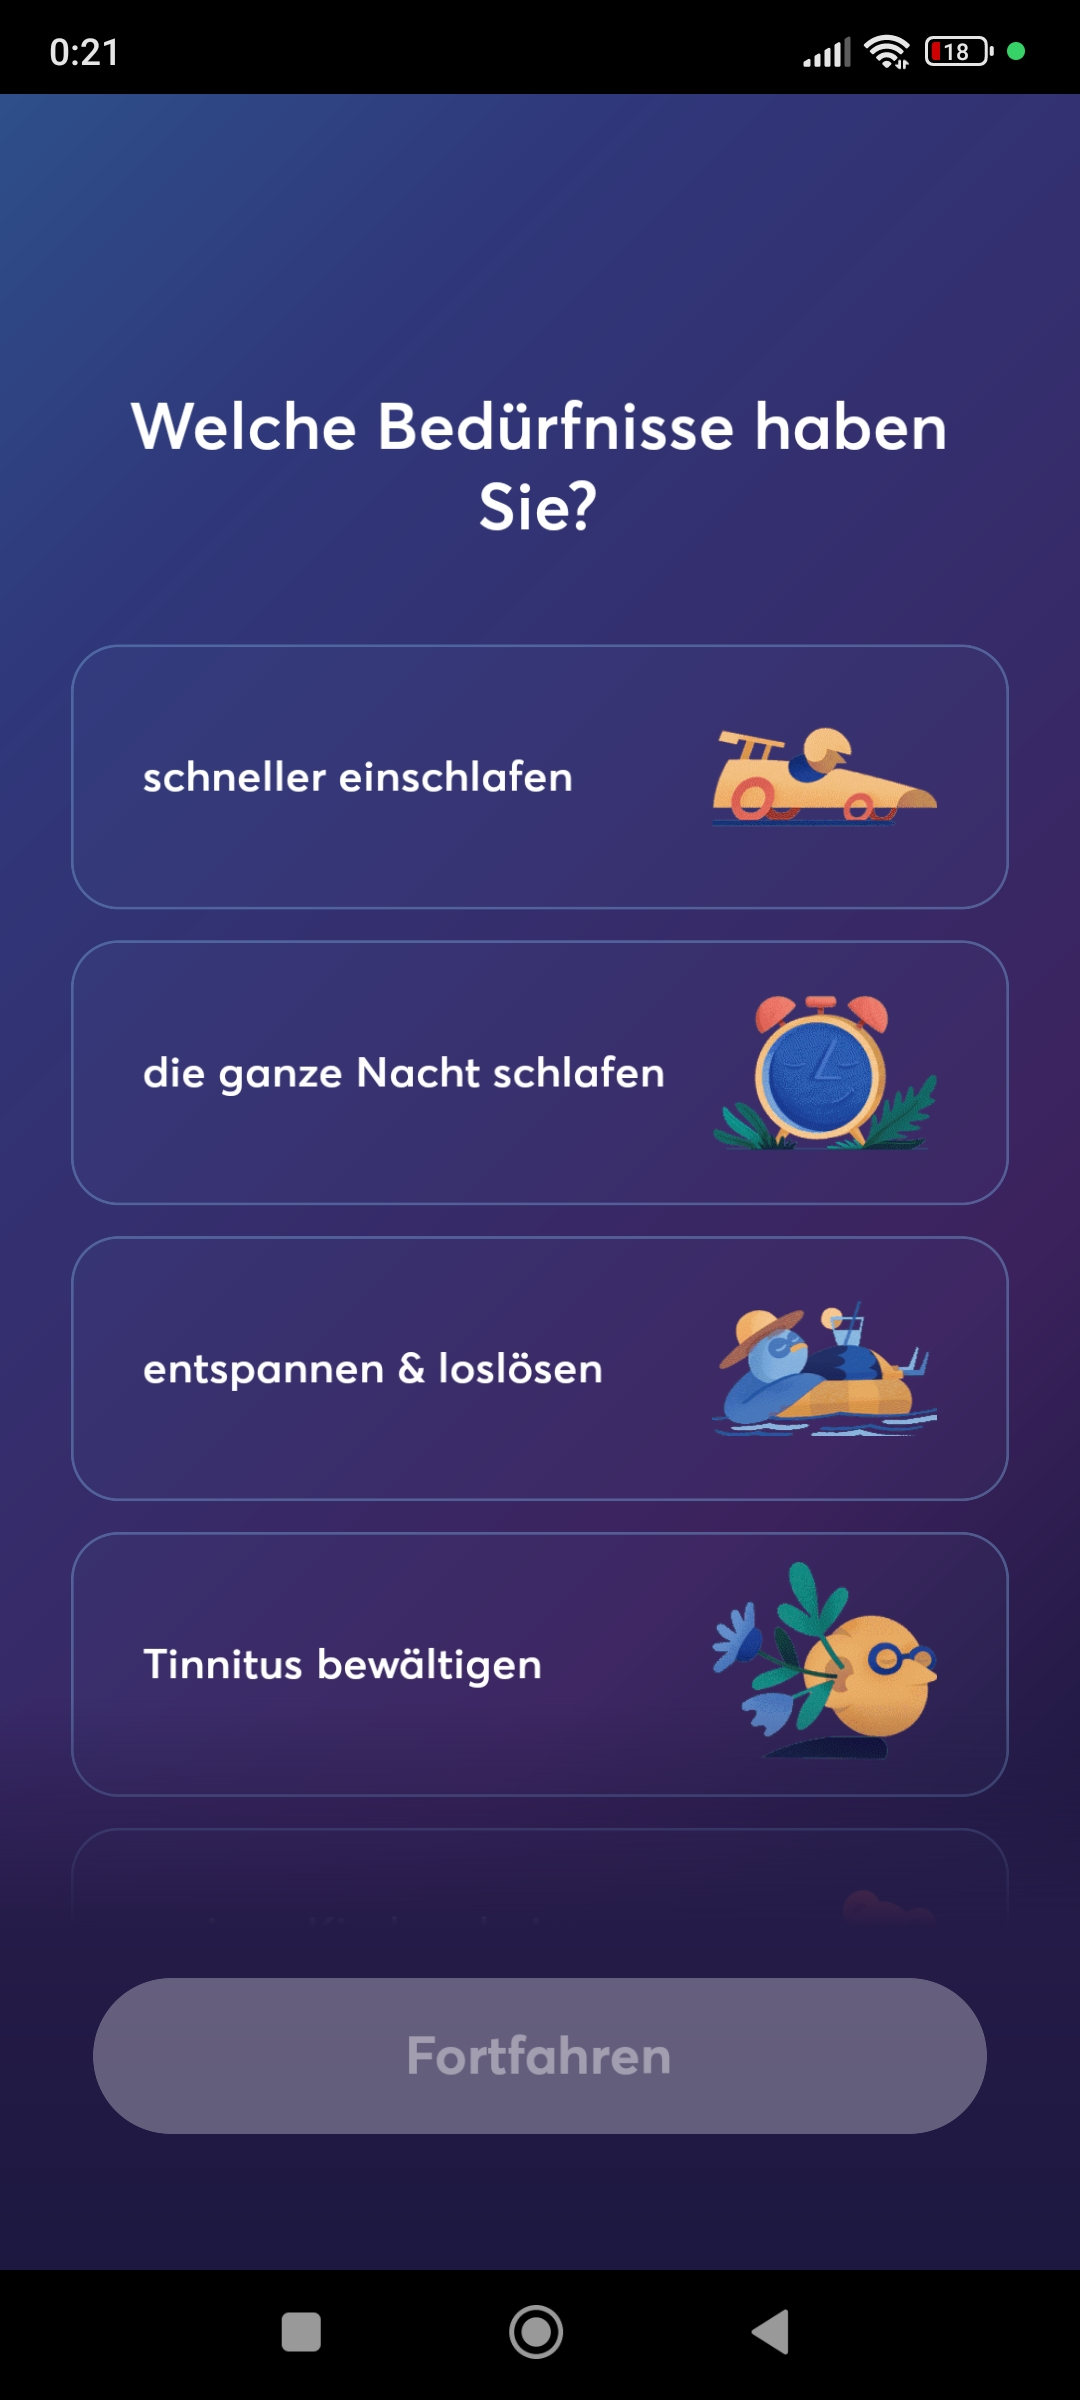 0:21
18
Welche Bedürfnisse haben
Sie?
schneller einschlafen
die ganze Nacht schlafen
entspannen & loslösen
Tinnitus bewältigen
Fortfahren